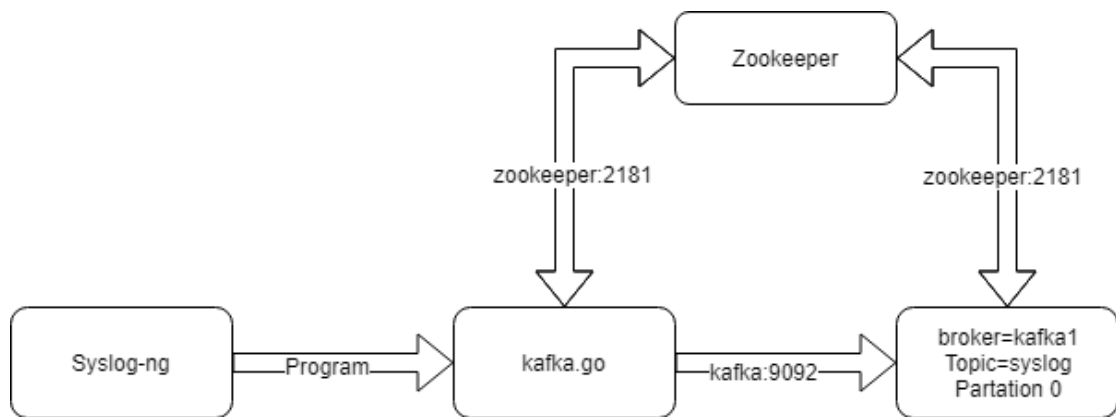 Zookeeper
zookeeper:2181
zookeeper:2181
Syslog-ng
Program
kafka.go
kafka:9092
broker=kafka1
Topic=syslog
Partation 0